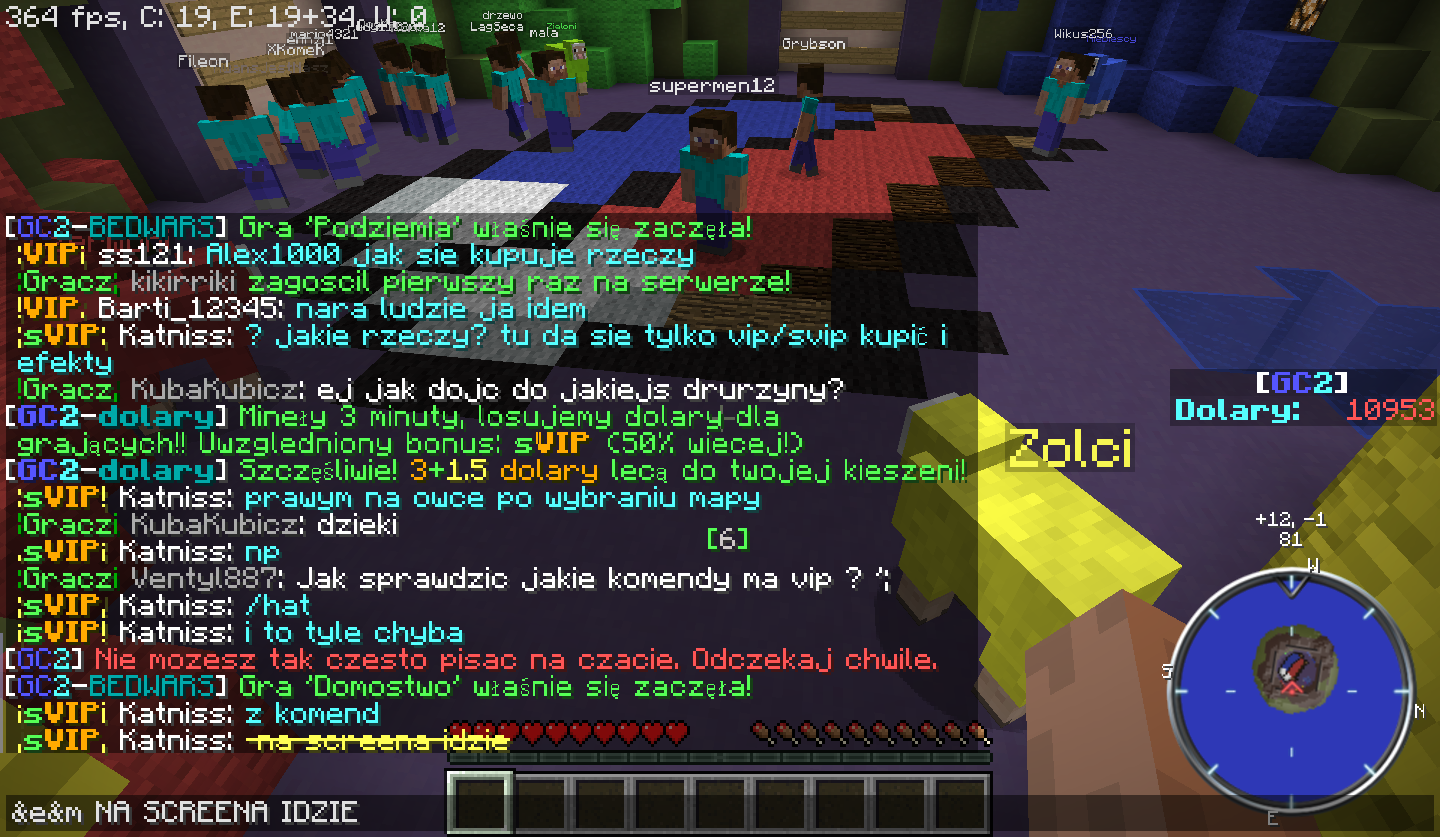 364 fps, C: 19, E: 19+34, U: 0
drzewo
LagSeca
Zieloni
mala
mario4321
XKomeK
Fileon
Grybson
Wikus256
supermen12
[GC2-BEDWARS] Gra 'Podziemia' właśnie się zaczęła!
¦VIP¡ ss121: Alex1000 jak sie kupuje rzeczy
¦Gracz¦ kikirriki zagoscil pierwszy raz na serwerze!
!VIP: Barti_12345: nara ludzie ja idem
¡sVIP¦ Katniss: ? jakie rzeczy? tu da sie tylko vip/svip kupić i
efekty
!Gracz, KubaKubicz: ej jak dojc do jakiejs drurzyny?
[GC2-dolary] Mineły 3 minuty, losujemy dolary-dla
grających!! Uwzgledniony bonus: sVIP (50% wiecej!)
[GC2-dolary] Szczęśliwie! 3+1.5 dolary lecą do twojej kieszeni!
¦sVIP! Katniss: prawym na owce po wybraniu mapy
¦Graczi KubaKubicz: dzieki
.sVIP¡ Katniss: np
[6]
¦Graczi Ventyl887: Jak sprawdzic jakie komendy ma vip ? ';
¡sVIP, Katniss: /hat
¡sVIP! Katniss: i to tyle chyba
[GC2] Nie mozesz tak czesto pisac na czacie. Odczekaj chwile.
[GC2-BEDWARS] Gra 'Domostwo' właśnie się zaczęła!
¡sVIP¡ Katniss: z komend
,sVIP, Katniss: na screena idzie
&e&m NA SCREENA IDZIE
[GC2]
Dolary: 10953
Zolci
+12, -1
81
W
S
N
E